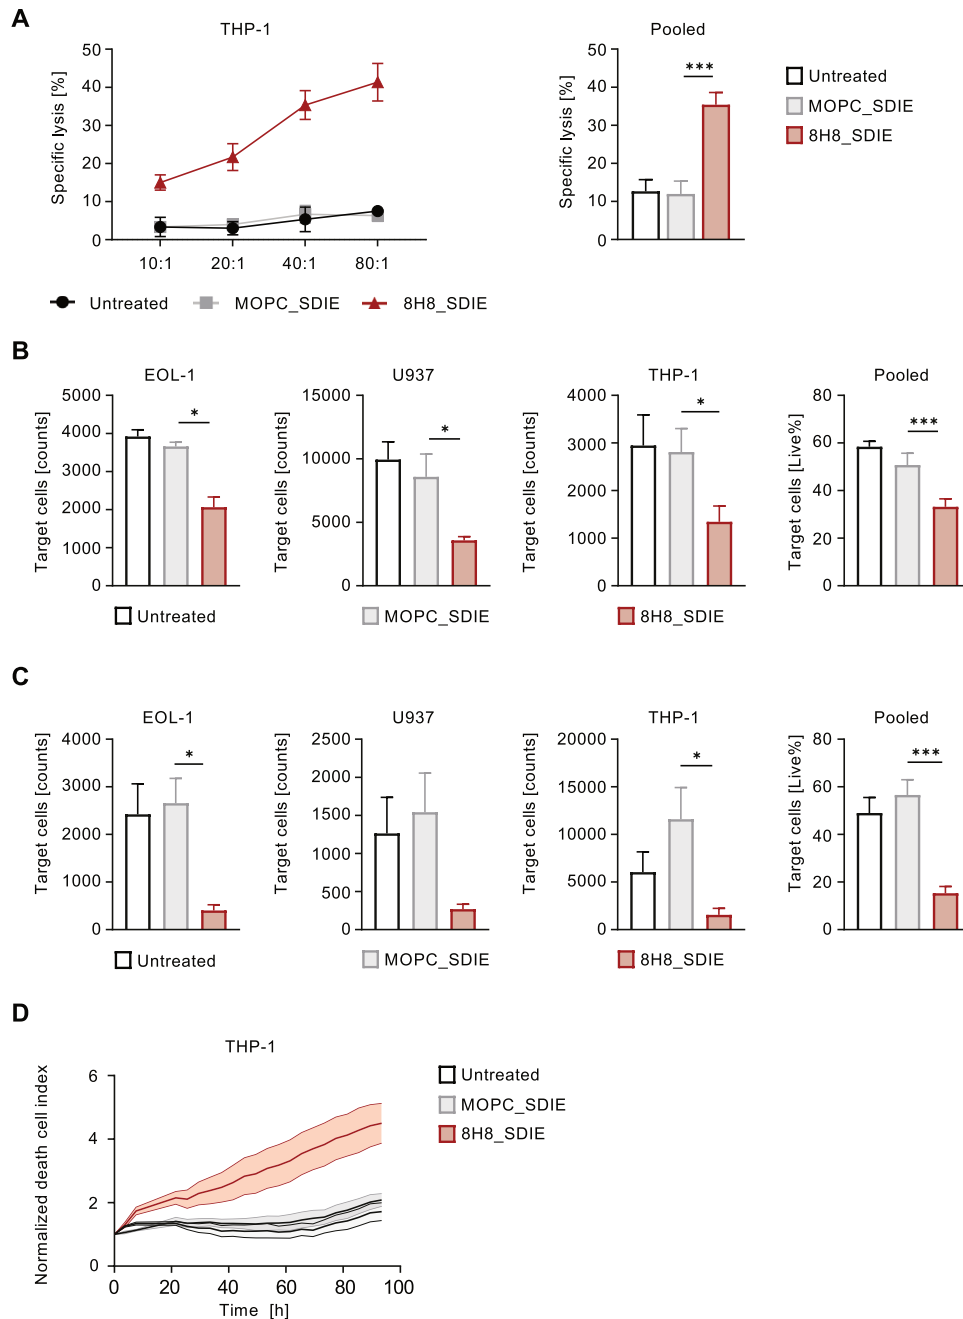 A
THP-1
Specific lysis [%]
50
40
30
20
10
0
10:1 20:1 40:1 80:1
Untreated MOPC_SDIE 8H8_SDIE
Pooled
Specific lysis [%]
50
40
30
20
10
0
***
Untreated
MOPC_SDIE
8H8_SDIE
B
EOL-1
Target cells [counts]
5000
4000
3000
2000
1000
0
*
U937
Target cells [counts]
15000
10000
5000
0
*
THP-1
Target cells [counts]
4000
3000
2000
1000
0
*
Pooled
Target cells [Live%]
80
60
40
20
0
***
Untreated MOPC_SDIE 8H8_SDIE
C
EOL-1
Target cells [counts]
4000
3000
2000
1000
0
*
U937
Target cells [counts]
2500
2000
1500
1000
500
0
THP-1
Target cells [counts]
20000
15000
10000
5000
0
*
Pooled
Target cells [Live%]
80
60
40
20
0
***
Untreated MOPC_SDIE 8H8_SDIE
D
THP-1
Normalized death cell index
6
4
2
0
0 20 40 60 80 100
Time [h]
Untreated
MOPC_SDIE
8H8_SDIE